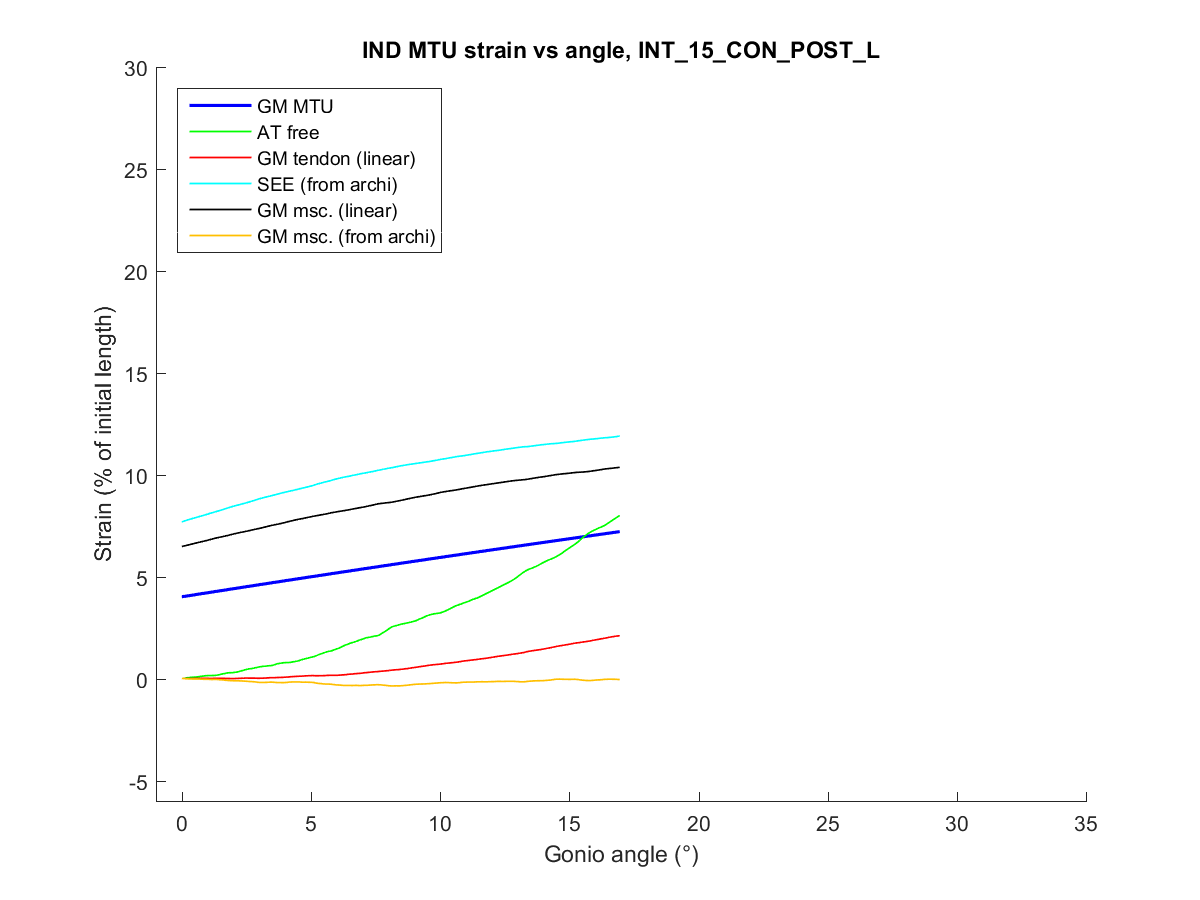 IND MTU strain vs angle, INT_15_CON_POST_L
30
25
20
15
10
5
0
-5
Strain (% of initial length)
GM MTU
AT free
GM tendon (linear)
SEE (from archi)
GM msc. (linear)
GM msc. (from archi)
0 5 10 15 20 25 30 35
Gonio angle (°)